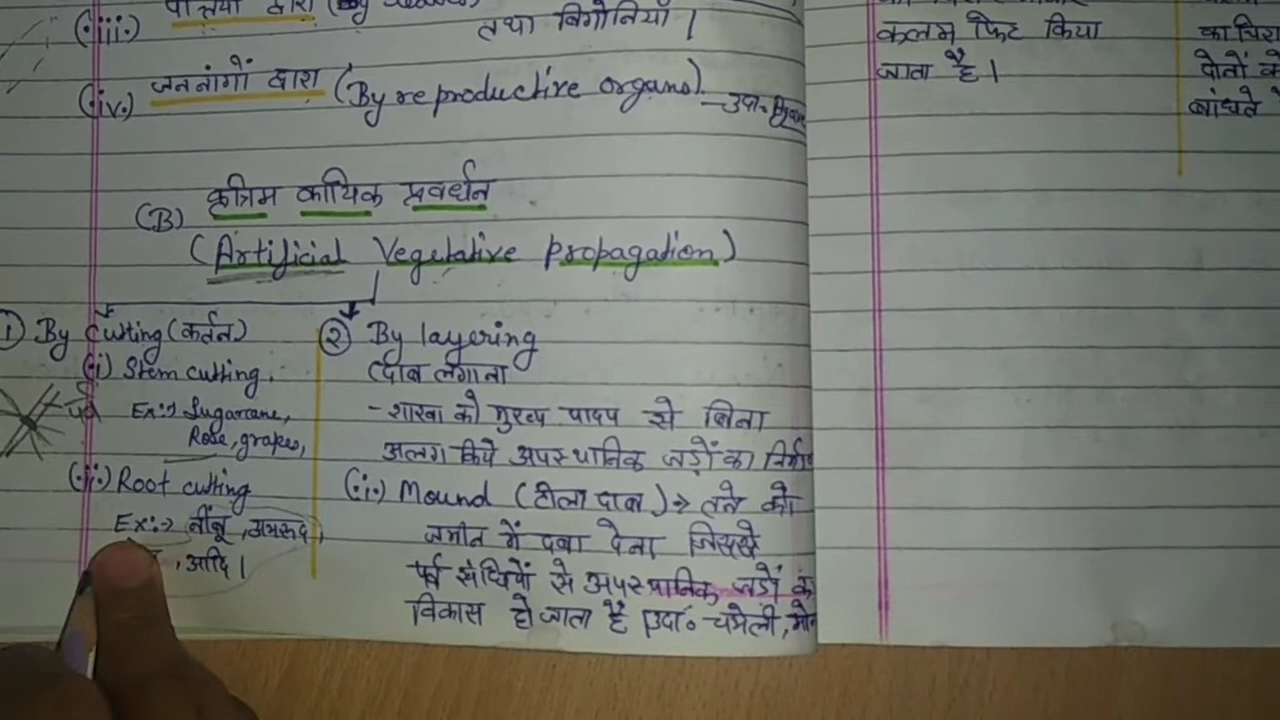 (iii) पत्तियों द्वारा (By leaves)
तथा बिगोनिया।
(iv.) जननांगों द्वारा (By reproductive organs) – उदा.
(B) कृत्रिम कायिक प्रवर्धन
(Artificial Vegetative propagation)
① By Cutting (कर्तन)
(i) Stem cutting.
Ex:→ Sugarcane,
Rose, grapes,
(ii) Root cutting
Ex:→ नींबू, अमरूद,
, आदि।
② By layering
(दाब लगाना
- शाखा को मुख्य पादप से बिना
अलग किये अपस्थानिक जड़ों का
(i.) Mound (टीला दाब) → तने को
जमीन में दबा देना जिससे
पर्व संधियों से अपस्थानिक जड़ों
विकास हो जाता है। उदा० चमेली,
कलम फिट किया
जाता है।
बांधते